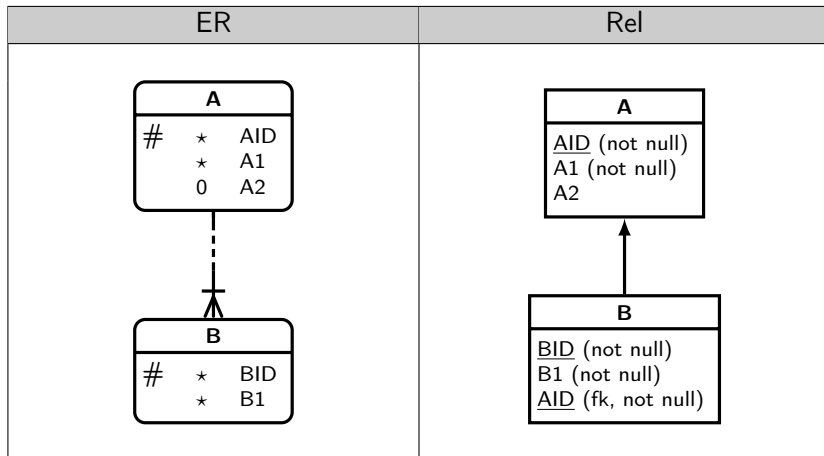 ER
Rel
A
# ⋆ AID
⋆ A1
0 A2
B
# ⋆ BID
⋆ B1
A
AID (not null)
A1 (not null)
A2
B
BID (not null)
B1 (not null)
AID (fk, not null)